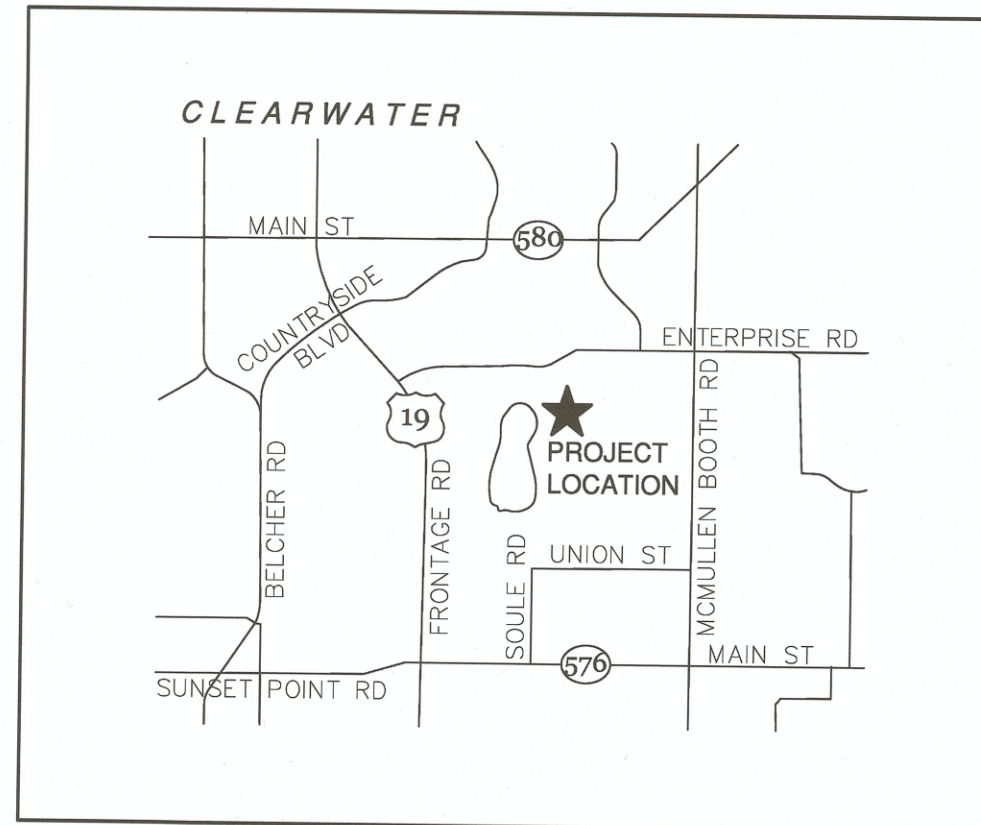 CLEARWATER
MAIN ST
580
COUNTRYSIDE
BLVD
ENTERPRISE RD
19
PROJECT
LOCATION
BELCHER RD
FRONTAGE RD
SOULE RD
UNION ST
MCMULLEN BOOTH RD
576
MAIN ST
SUNSET POINT RD